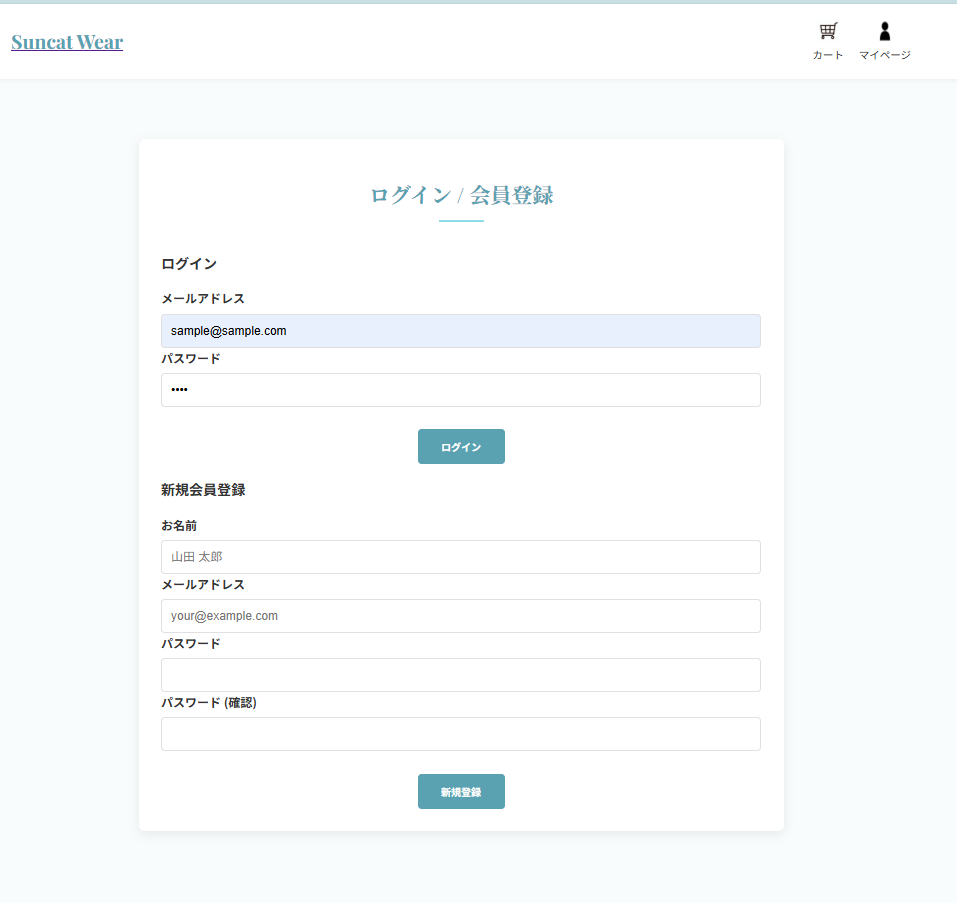 Suncat Wear
カート
マイページ
ログイン / 会員登録
ログイン
メールアドレス
sample@sample.com
パスワード
••••
ログイン
新規会員登録
お名前
山田 太郎
メールアドレス
your@example.com
パスワード
パスワード (確認)
新規登録